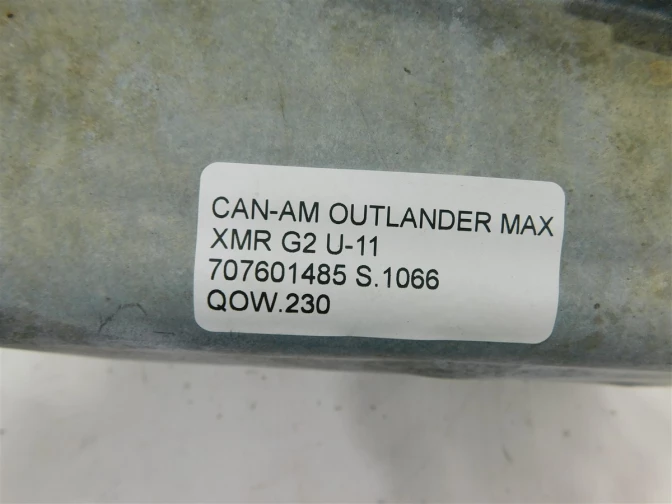 CAN-AM OUTLANDER MAX
XMR G2 U-11
707601485 S.1066
QOW.230